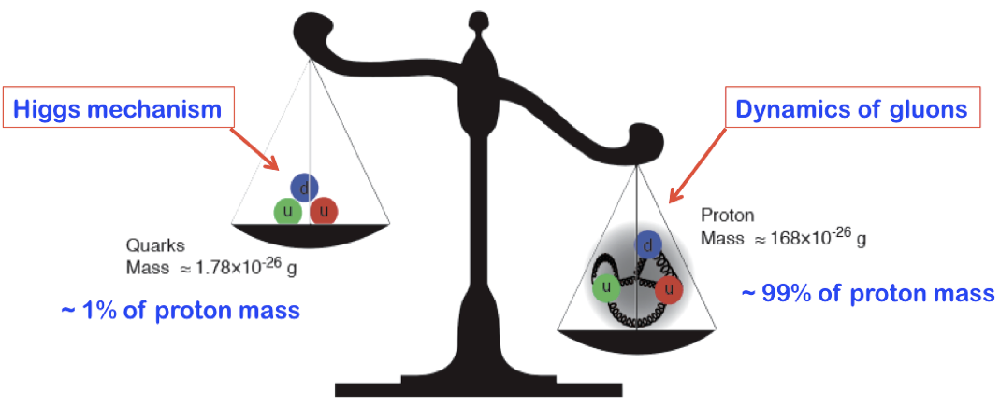 Higgs mechanism
Dynamics of gluons
d
u u
Quarks
Mass ≈ 1.78×10⁻²⁶ g
~ 1% of proton mass
Proton
Mass ≈ 168×10⁻²⁶ g
d
u u
~ 99% of proton mass